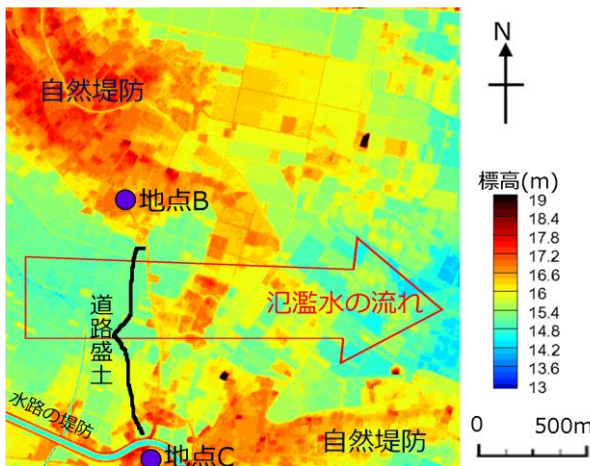 自然堤防
地点B
氾濫水の流れ
道路盛土
水路の堤防
地点C
自然堤防
N
標高(m)
19
18.4
17.8
17.2
16.6
16
15.4
14.8
14.2
13.6
13
0 500m